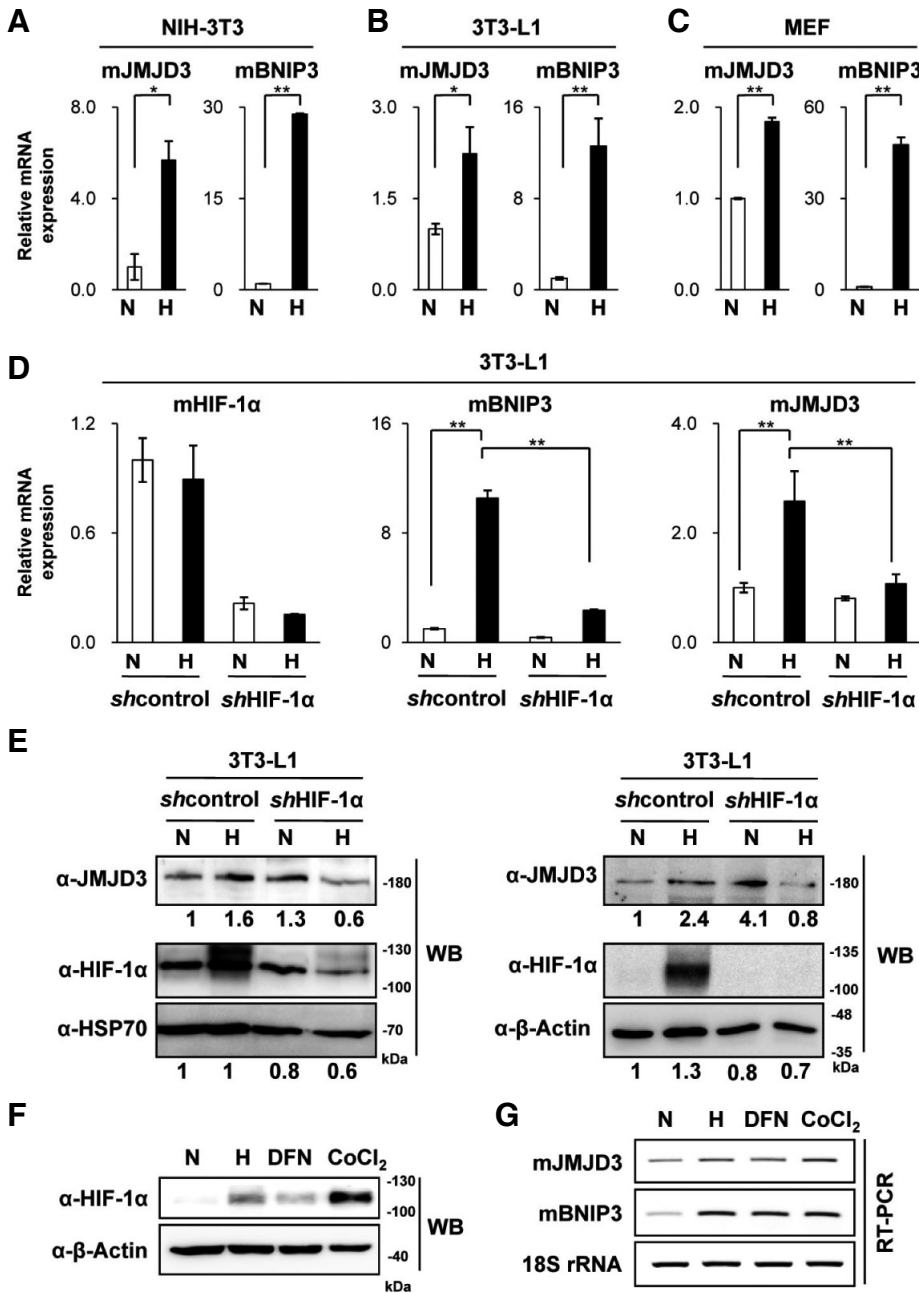 A
NIH-3T3
mJMJD3
mBNIP3
Relative mRNA
expression
8.0
4.0
0.0
*
N
H
30
15
0
**
N
H
B
3T3-L1
mJMJD3
mBNIP3
3.0
1.5
0.0
*
N
H
16
8
0
**
N
H
C
MEF
mJMJD3
mBNIP3
2.0
1.0
0.0
**
N
H
60
30
0
**
N
H
D
3T3-L1
mHIF-1α
mBNIP3
mJMJD3
Relative mRNA
expression
1.2
0.6
0.0
N H N H
shcontrol shHIF-1α
16
8
0
** **
N H N H
shcontrol shHIF-1α
4.0
2.0
0.0
** **
N H N H
shcontrol shHIF-1α
E
3T3-L1
shcontrol shHIF-1α
N H N H
α-JMJD3 -180
1 1.6 1.3 0.6
α-HIF-1α -130
-100
α-HSP70 -70
kDa
1 1 0.8 0.6
WB
3T3-L1
shcontrol shHIF-1α
N H N H
α-JMJD3 -180
1 2.4 4.1 0.8
α-HIF-1α -135
-100
α-β-Actin -48
-35
kDa
1 1.3 0.8 0.7
WB
F
N H DFN CoCl₂
α-HIF-1α -130
-100
α-β-Actin -40
kDa
WB
G
N H DFN CoCl₂
mJMJD3
mBNIP3
18S rRNA
RT-PCR